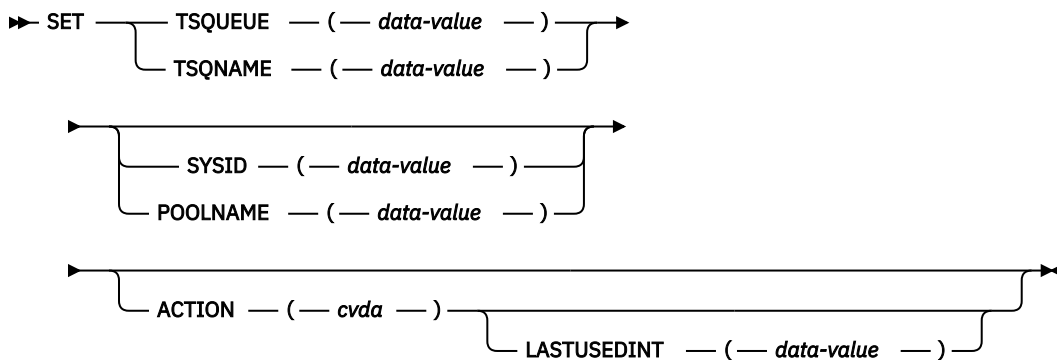 SET TSQUEUE ( data-value )
TSQNAME ( data-value )
SYSID ( data-value )
POOLNAME ( data-value )
ACTION ( cvda )
LASTUSEDINT ( data-value )